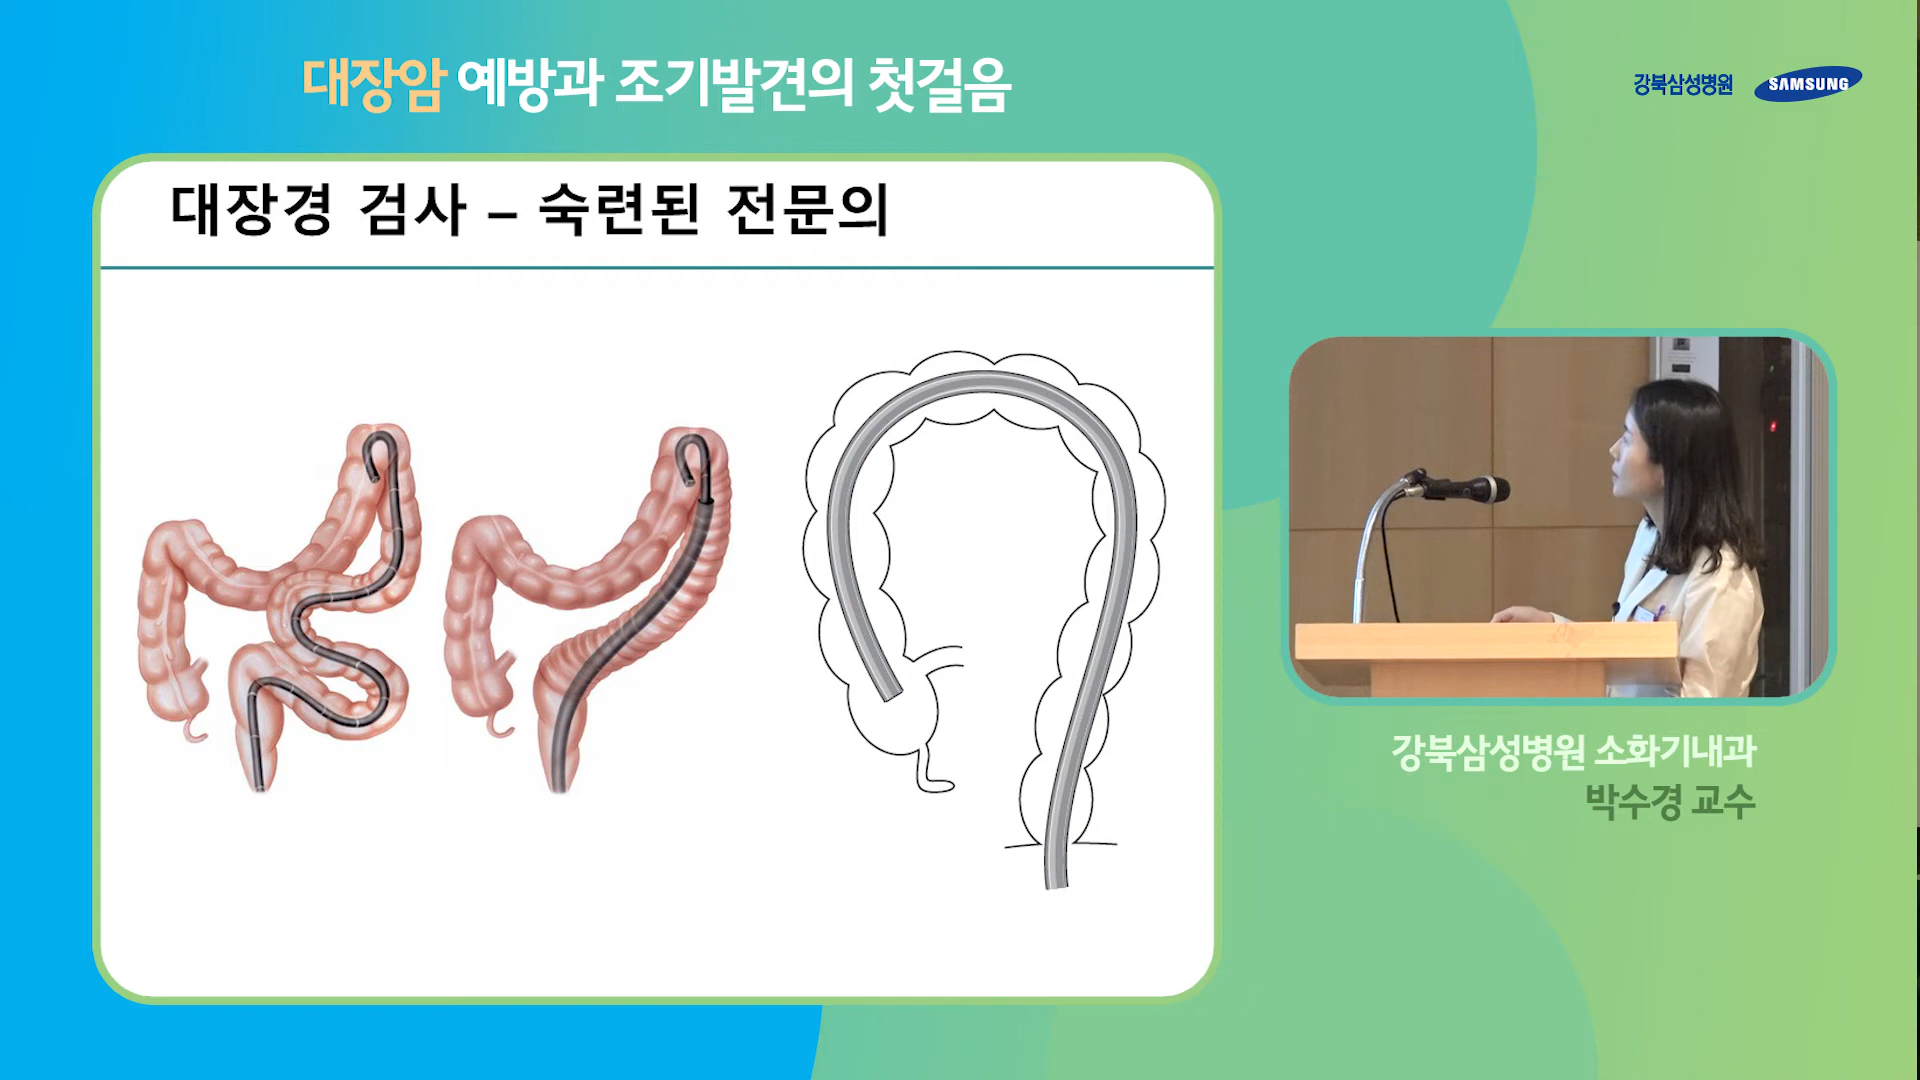 대장암 예방과 조기발견의 첫걸음
강북삼성병원 SAMSUNG
대장경 검사 – 숙련된 전문의
강북삼성병원 소화기내과
박수경 교수